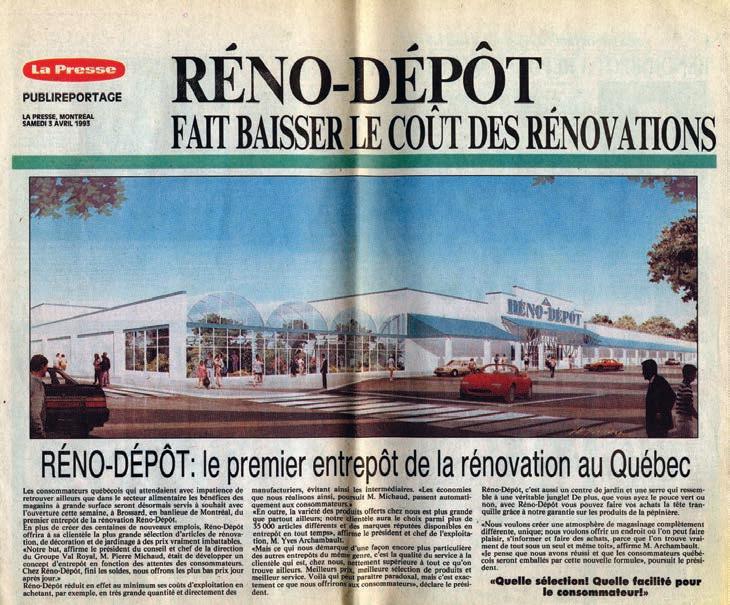 La Presse
PUBLIREPORTAGE
LA PRESSE, MONTRÉAL
SAMEDI 3 AVRIL 1993
RÉNO-DÉPÔT
FAIT BAISSER LE COÛT DES RÉNOVATIONS
RÉNO-DÉPÔT
RÉNO-DÉPÔT: le premier entrepôt de la rénovation au Québec
Les consommateurs québécois qui attendaient avec impatience de
retrouver ailleurs que dans le secteur alimentaire les bénéfices des
magasins à grande surface seront désormais servis à souhait avec
l'ouverture cette semaine, à Brossard, en banlieue de Montréal, du
premier entrepôt de la rénovation Réno-Dépôt.
En plus de créer des centaines de nouveaux emplois, Réno-Dépôt
offrira à sa clientèle la plus grande sélection d'articles de rénova-
tion, de décoration et de jardinage à des prix vraiment imbattables.
«Notre but, affirme le président du conseil et chef de la direction
du Groupe Val Royal, M. Pierre Michaud, était de développer un
concept d'entrepôt en fonction des attentes des consommateurs.
Chez Réno-Dépôt, fini les soldes, nous offrons les plus bas prix jour
après jour.»
Réno-Dépôt réduit en effet au minimum ses coûts d'exploitation en
achetant, par exemple, en très grande quantité et directement des
manufacturiers, évitant ainsi les intermédiaires. «Les économies
que nous réalisons ainsi, poursuit M. Michaud, passent automati-
quement aux consommateurs.»
«En outre, la variété des produits offerts chez nous est plus grande
que partout ailleurs; notre clientèle aura le choix parmi plus de
35 000 articles différents et des marques réputées disponibles en
entrepôt en tout temps», affirme le président et chef de l'exploita-
tion, M. Yves Archambault.
«Mais ce qui nous démarque d'une façon encore plus particulière
des autres entrepôts du même genre, c'est la qualité du service à la
clientèle qui est, chez nous, nettement supérieure à tout ce qu'on
trouve ailleurs. Meilleurs prix, meilleure sélection de produits et
meilleur service. Voilà qui peut paraître paradoxal, mais c'est exac-
tement ce que nous offrirons aux consommateurs», déclare le prési-
dent.
Réno-Dépôt, c'est aussi un centre de jardin et une serre qui ressem-
ble à une véritable jungle! De plus, que vous ayez le pouce vert ou
non, avec Réno-Dépôt vous pouvez faire vos achats la tête tran-
quille grâce à notre garantie sur les produits de la pépinière.
«Nous voulons créer une atmosphère de magasinage complètement
différente, unique; nous voulons offrir un endroit où l'on peut faire
plaisir, s'informer et faire des achats, parce que l'on trouve vrai-
ment de tout sous un seul et même toit», affirme M. Archambault.
«Je pense que nous avons réussi et que les consommateurs québé-
cois seront emballés par cette nouvelle formule», poursuit le prési-
dent.
«Quelle sélection! Quelle facilité pour
le consommateur!»